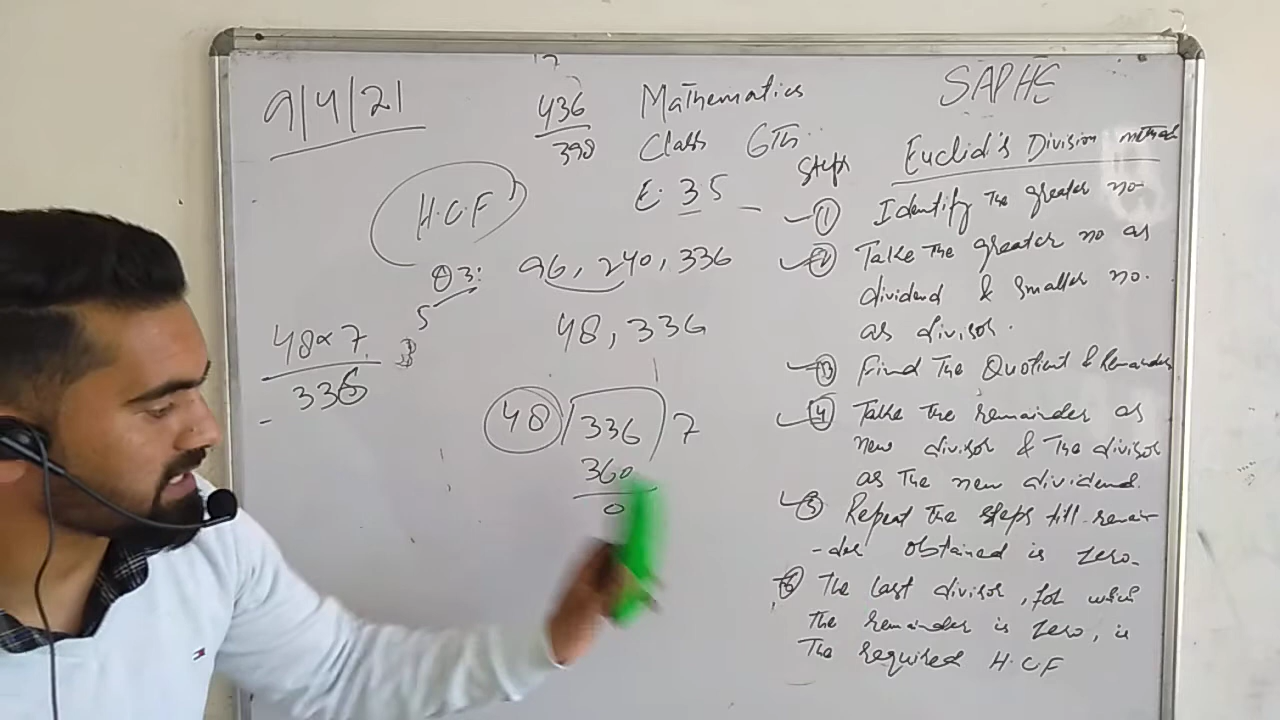 9/4/21
436
398
Mathematics
Class 6Th
E: 35
SAPHE
H.C.F
Q3: 96, 240, 336
5
48, 336
48 × 7
336
48 ) 336 ( 7
360
0
Steps
Euclid's Division method
① Identify The greater no
② Take The greater no as
dividend & smaller no.
as divisor.
③ Find The Quotient & Remainder
④ Take The remainder as
new divisor & The divisor
as The new dividend.
⑤ Repeat The steps till remain
-der obtained is zero.
⑥ The last divisor, for which
The remainder is zero, is
The required H.C.F